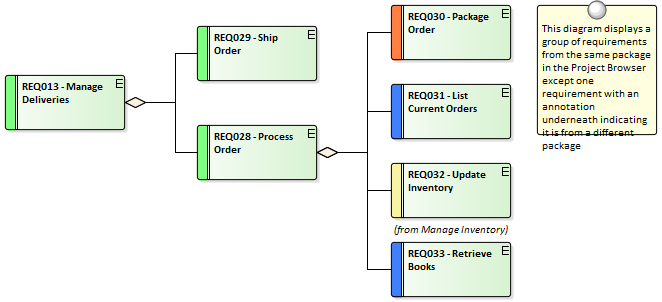 REQ013 - Manage
Deliveries
REQ029 - Ship
Order
REQ028 - Process
Order
REQ030 - Package
Order
REQ031 - List
Current Orders
REQ032 - Update
Inventory
(from Manage Inventory)
REQ033 - Retrieve
Books
This diagram displays a
group of requirements
from the same package
in the Project Browser
except one
requirement with an
annotation
underneath indicating
it is from a different
package